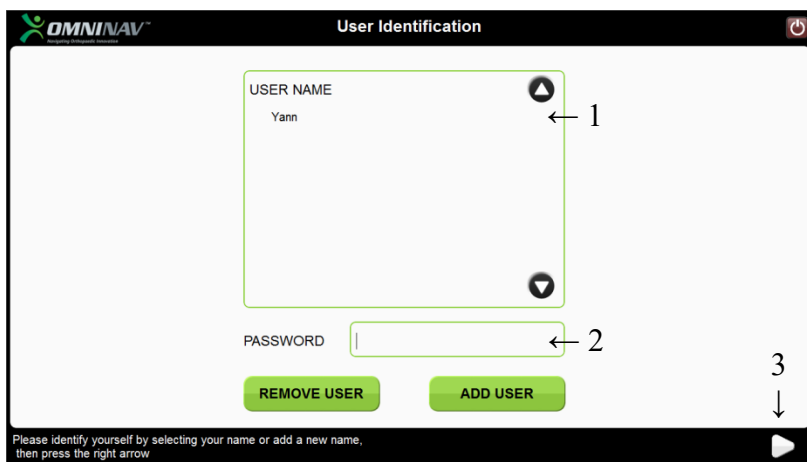 OMNINAV™
Navigating Orthopaedic Innovation
User Identification
USER NAME
Yann
← 1
PASSWORD
← 2
REMOVE USER
ADD USER
3
↓
Please identify yourself by selecting your name or add a new name,
then press the right arrow